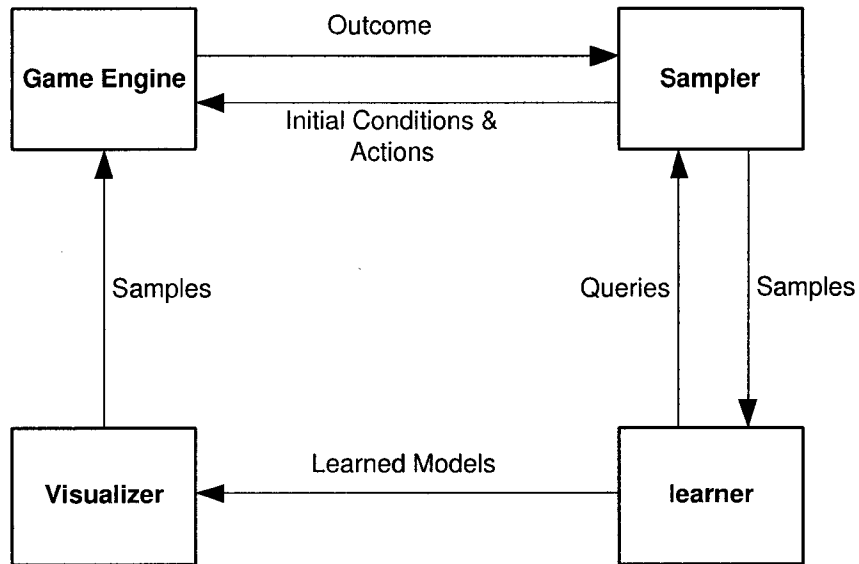 Outcome
Game Engine
Sampler
Initial Conditions &
Actions
Samples
Queries
Samples
Learned Models
Visualizer
learner